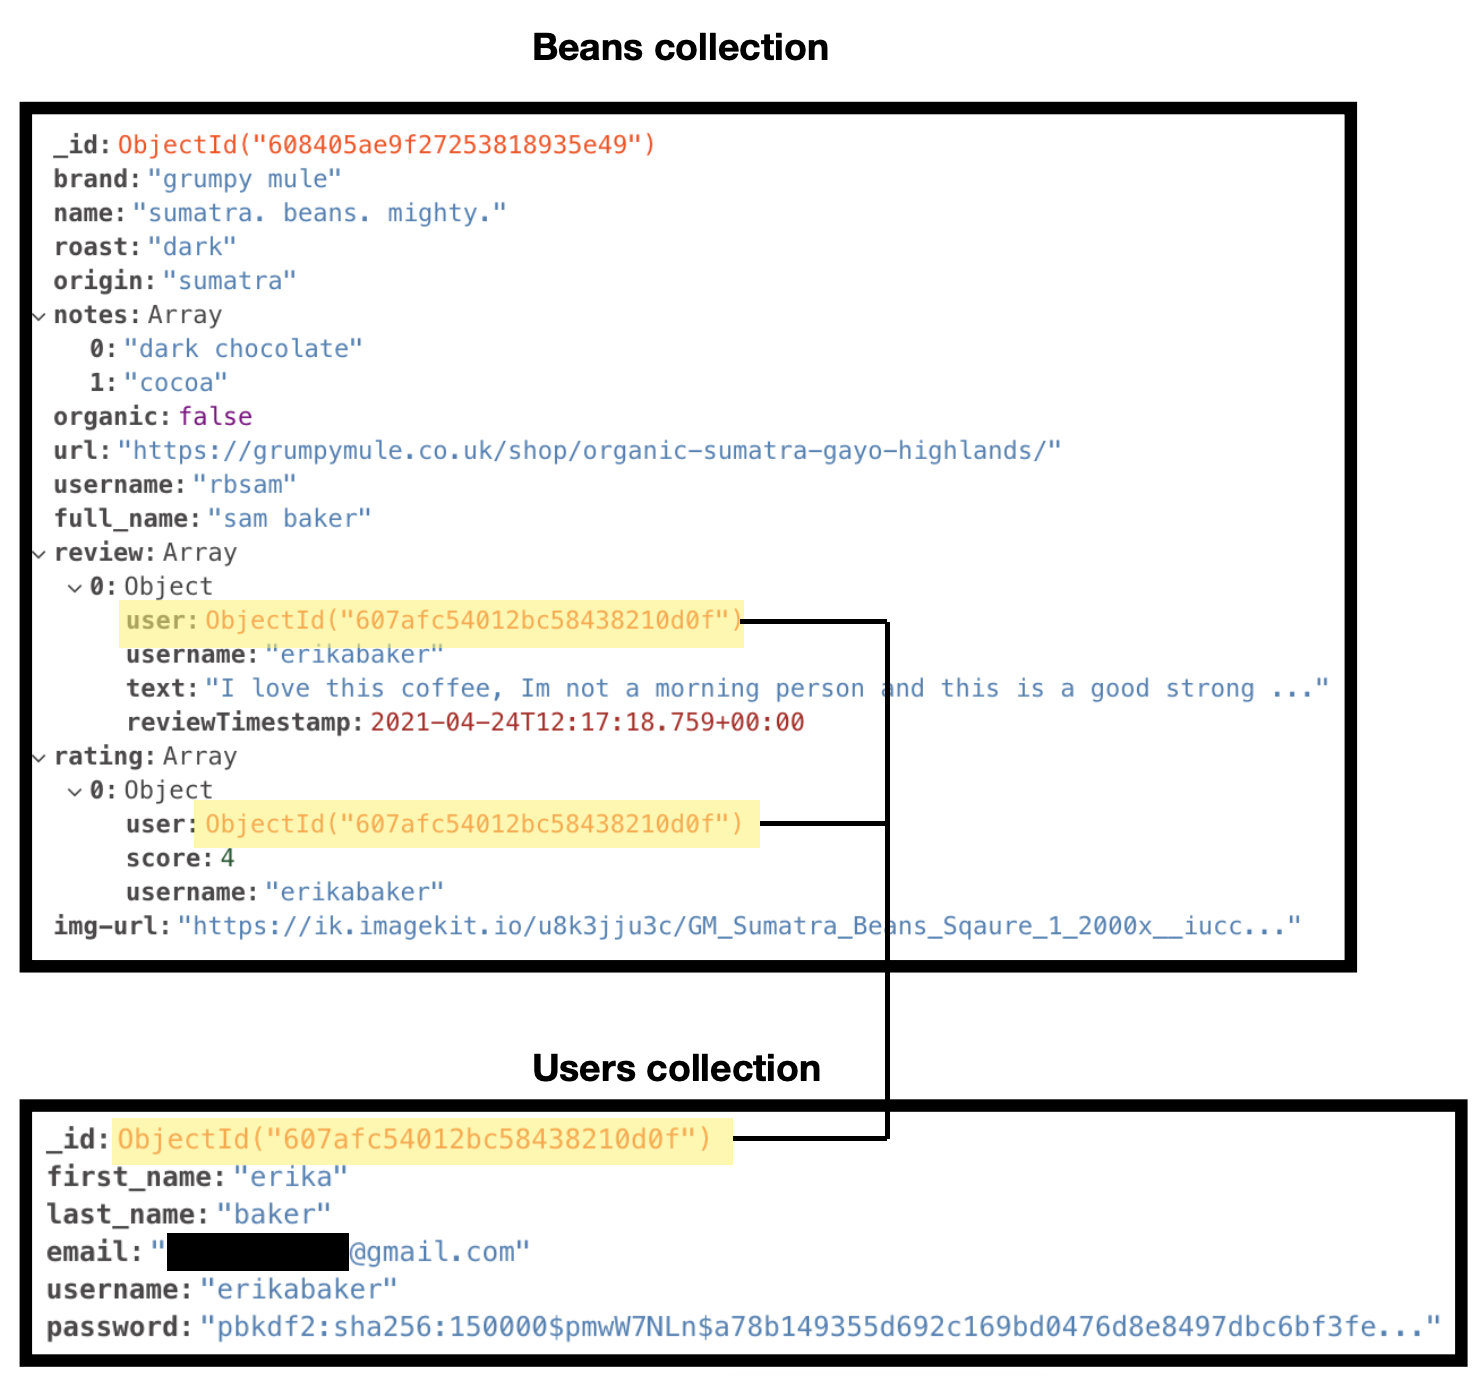 Beans collection
_id: ObjectId("608405ae9f27253818935e49")
brand: "grumpy mule"
name: "sumatra. beans. mighty."
roast: "dark"
origin: "sumatra"
notes: Array
0: "dark chocolate"
1: "cocoa"
organic: false
url: "https://grumpymule.co.uk/shop/organic-sumatra-gayo-highlands/"
username: "rbsam"
full_name: "sam baker"
review: Array
0: Object
user: ObjectId("607afc54012bc58438210d0f")
username: "erikabaker"
text: "I love this coffee, Im not a morning person and this is a good strong ..."
reviewTimestamp: 2021-04-24T12:17:18.759+00:00
rating: Array
0: Object
user: ObjectId("607afc54012bc58438210d0f")
score: 4
username: "erikabaker"
img-url: "https://ik.imagekit.io/u8k3jju3c/GM_Sumatra_Beans_Sqaure_1_2000x__iucc..."
Users collection
_id: ObjectId("607afc54012bc58438210d0f")
first_name: "erika"
last_name: "baker"
email: "@gmail.com"
username: "erikabaker"
password: "pbkdf2:sha256:150000$pmwW7NLn$a78b149355d692c169bd0476d8e8497dbc6bf3fe..."